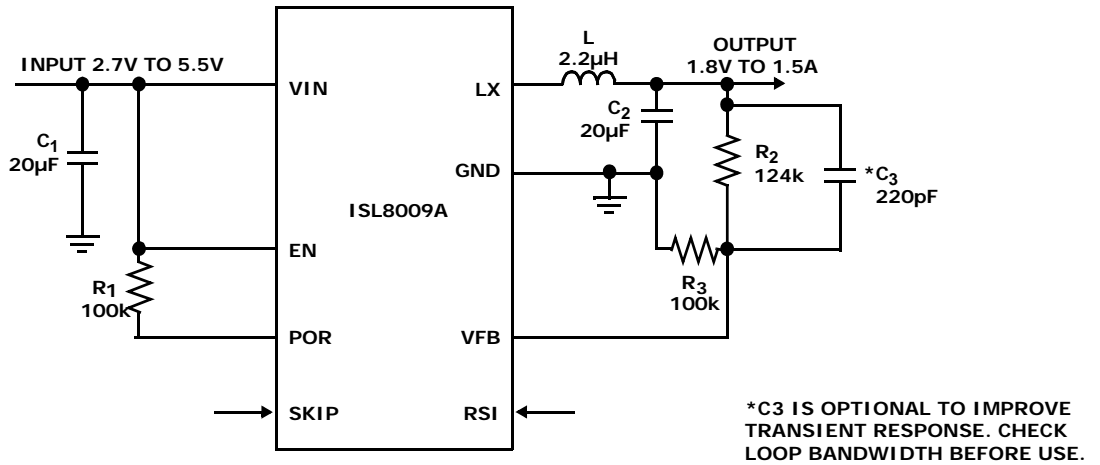 INPUT 2.7V TO 5.5V
L
2.2µH
OUTPUT
1.8V TO 1.5A
VIN
LX
C1
20µF
C2
20µF
R2
124k
*C3
220pF
GND
ISL8009A
EN
R1
100k
R3
100k
POR
VFB
SKIP
RSI
*C3 IS OPTIONAL TO IMPROVE
TRANSIENT RESPONSE. CHECK
LOOP BANDWIDTH BEFORE USE.